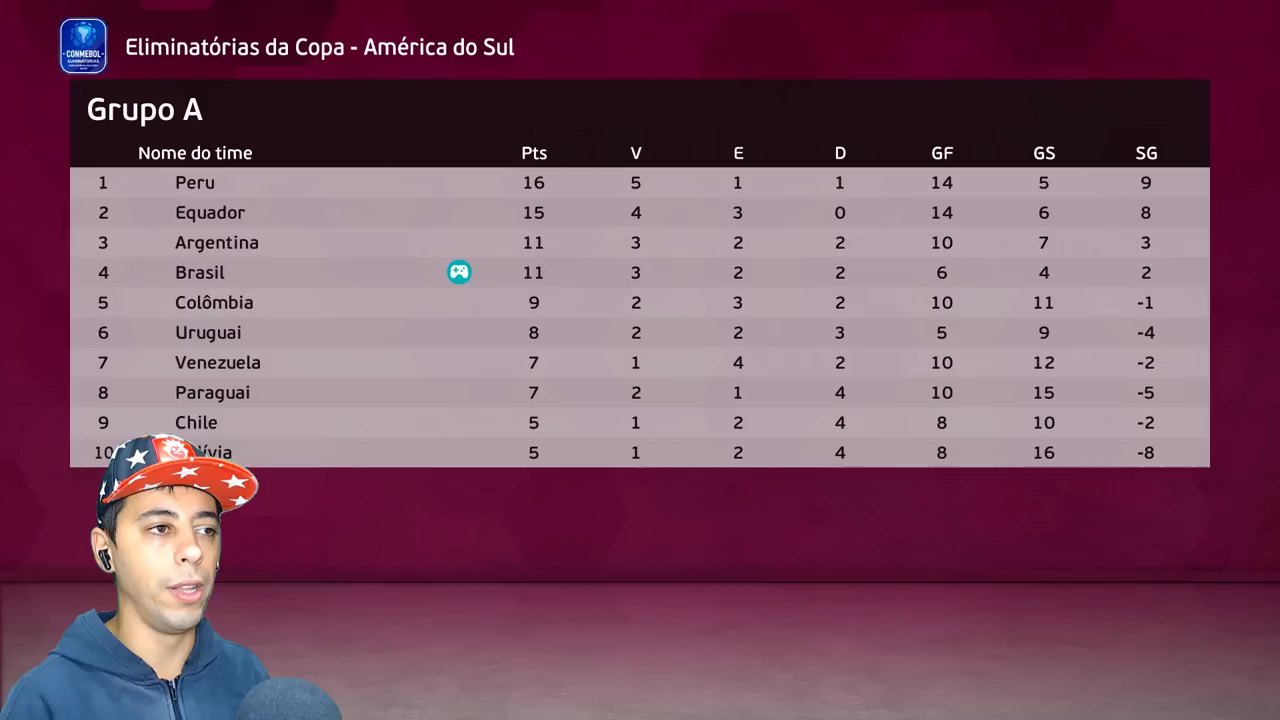 CONMEBOL
ELIMINATORIAS
Eliminatórias da Copa - América do Sul
Grupo A
Nome do time Pts V E D GF GS SG
1 Peru 16 5 1 1 14 5 9
2 Equador 15 4 3 0 14 6 8
3 Argentina 11 3 2 2 10 7 3
4 Brasil 11 3 2 2 6 4 2
5 Colômbia 9 2 3 2 10 11 -1
6 Uruguai 8 2 2 3 5 9 -4
7 Venezuela 7 1 4 2 10 12 -2
8 Paraguai 7 2 1 4 10 15 -5
9 Chile 5 1 2 4 8 10 -2
10 lívia 5 1 2 4 8 16 -8